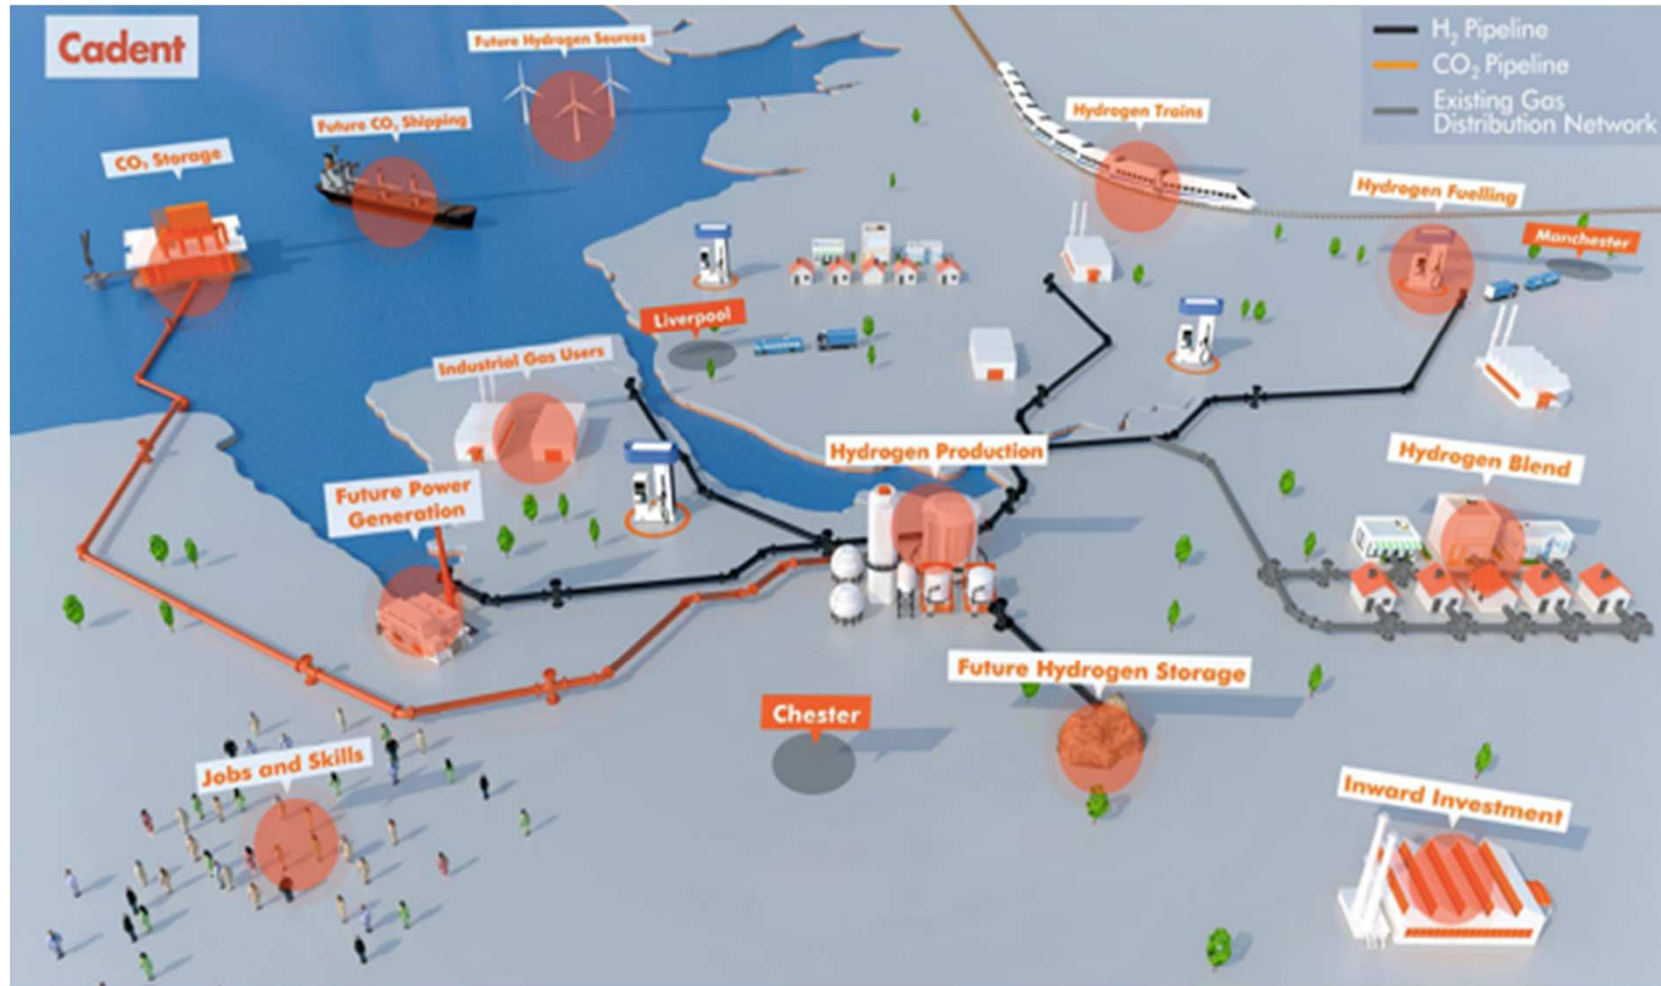 Cadent
Future Hydrogen Sources
H₂ Pipeline
CO₂ Pipeline
Existing Gas
Distribution Network
Future CO₂ Shipping
Hydrogen Trains
CO₂ Storage
Hydrogen Fuelling
Manchester
Liverpool
Industrial Gas Users
Hydrogen Production
Hydrogen Blend
Future Power
Generation
Future Hydrogen Storage
Chester
Jobs and Skills
Inward Investment